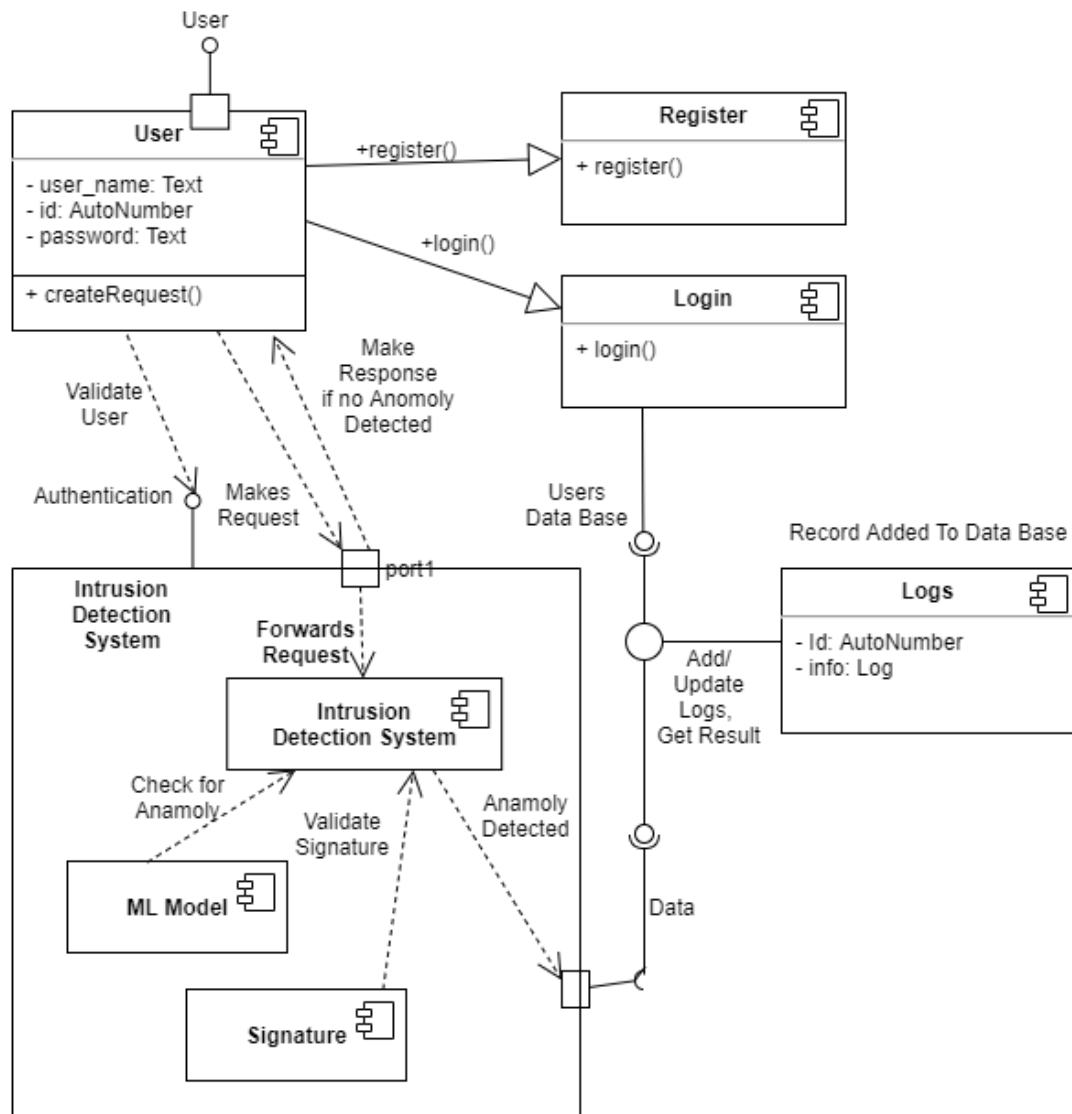 User
User
- user_name: Text
- id: AutoNumber
- password: Text
+ createRequest()
+register()
Register
+ register()
+login()
Login
+ login()
Validate
User
Make
Response
if no Anomoly
Detected
Authentication
Makes
Request
port1
Users
Data Base
Record Added To Data Base
Logs
- Id: AutoNumber
- info: Log
Add/
Update
Logs,
Get Result
Intrusion
Detection
System
Forwards
Request
Intrusion
Detection System
Check for
Anamoly
Validate
Signature
Anamoly
Detected
ML Model
Signature
Data